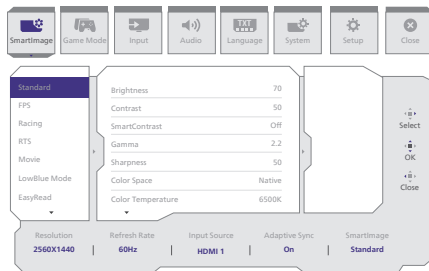 SmartImage Game Mode Input Audio TXT Language System Setup Close
Standard
FPS
Racing
RTS
Movie
LowBlue Mode
EasyRead
Brightness 70
Contrast 50
SmartContrast Off
Gamma 2.2
Sharpness 50
Color Space Native
Color Temperature 6500K
Select
OK
Close
Resolution Refresh Rate Input Source Adaptive Sync SmartImage
2560X1440 | 60Hz | HDMI 1 | On | Standard